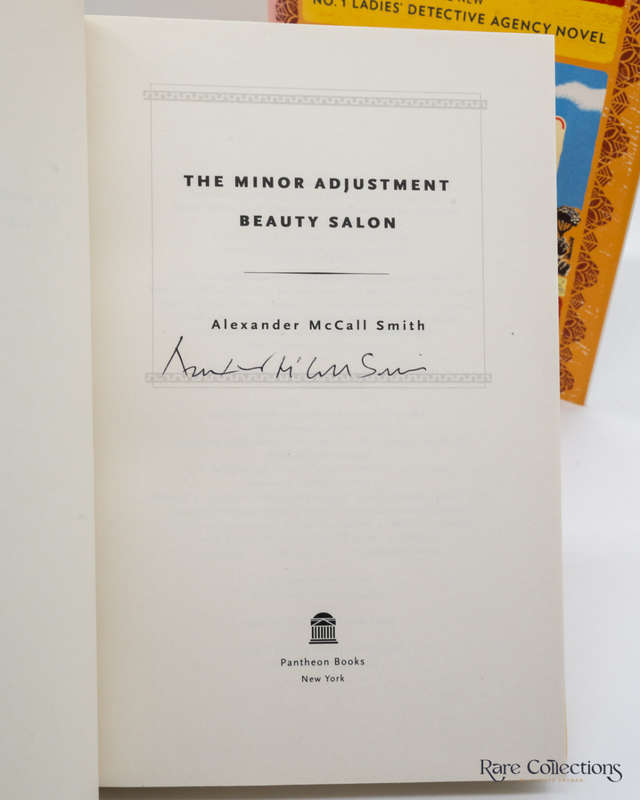 NO. 1 LADIES' DETECTIVE AGENCY NOVEL
THE MINOR ADJUSTMENT
BEAUTY SALON
Alexander McCall Smith
Pantheon Books
New York
Rare Collections